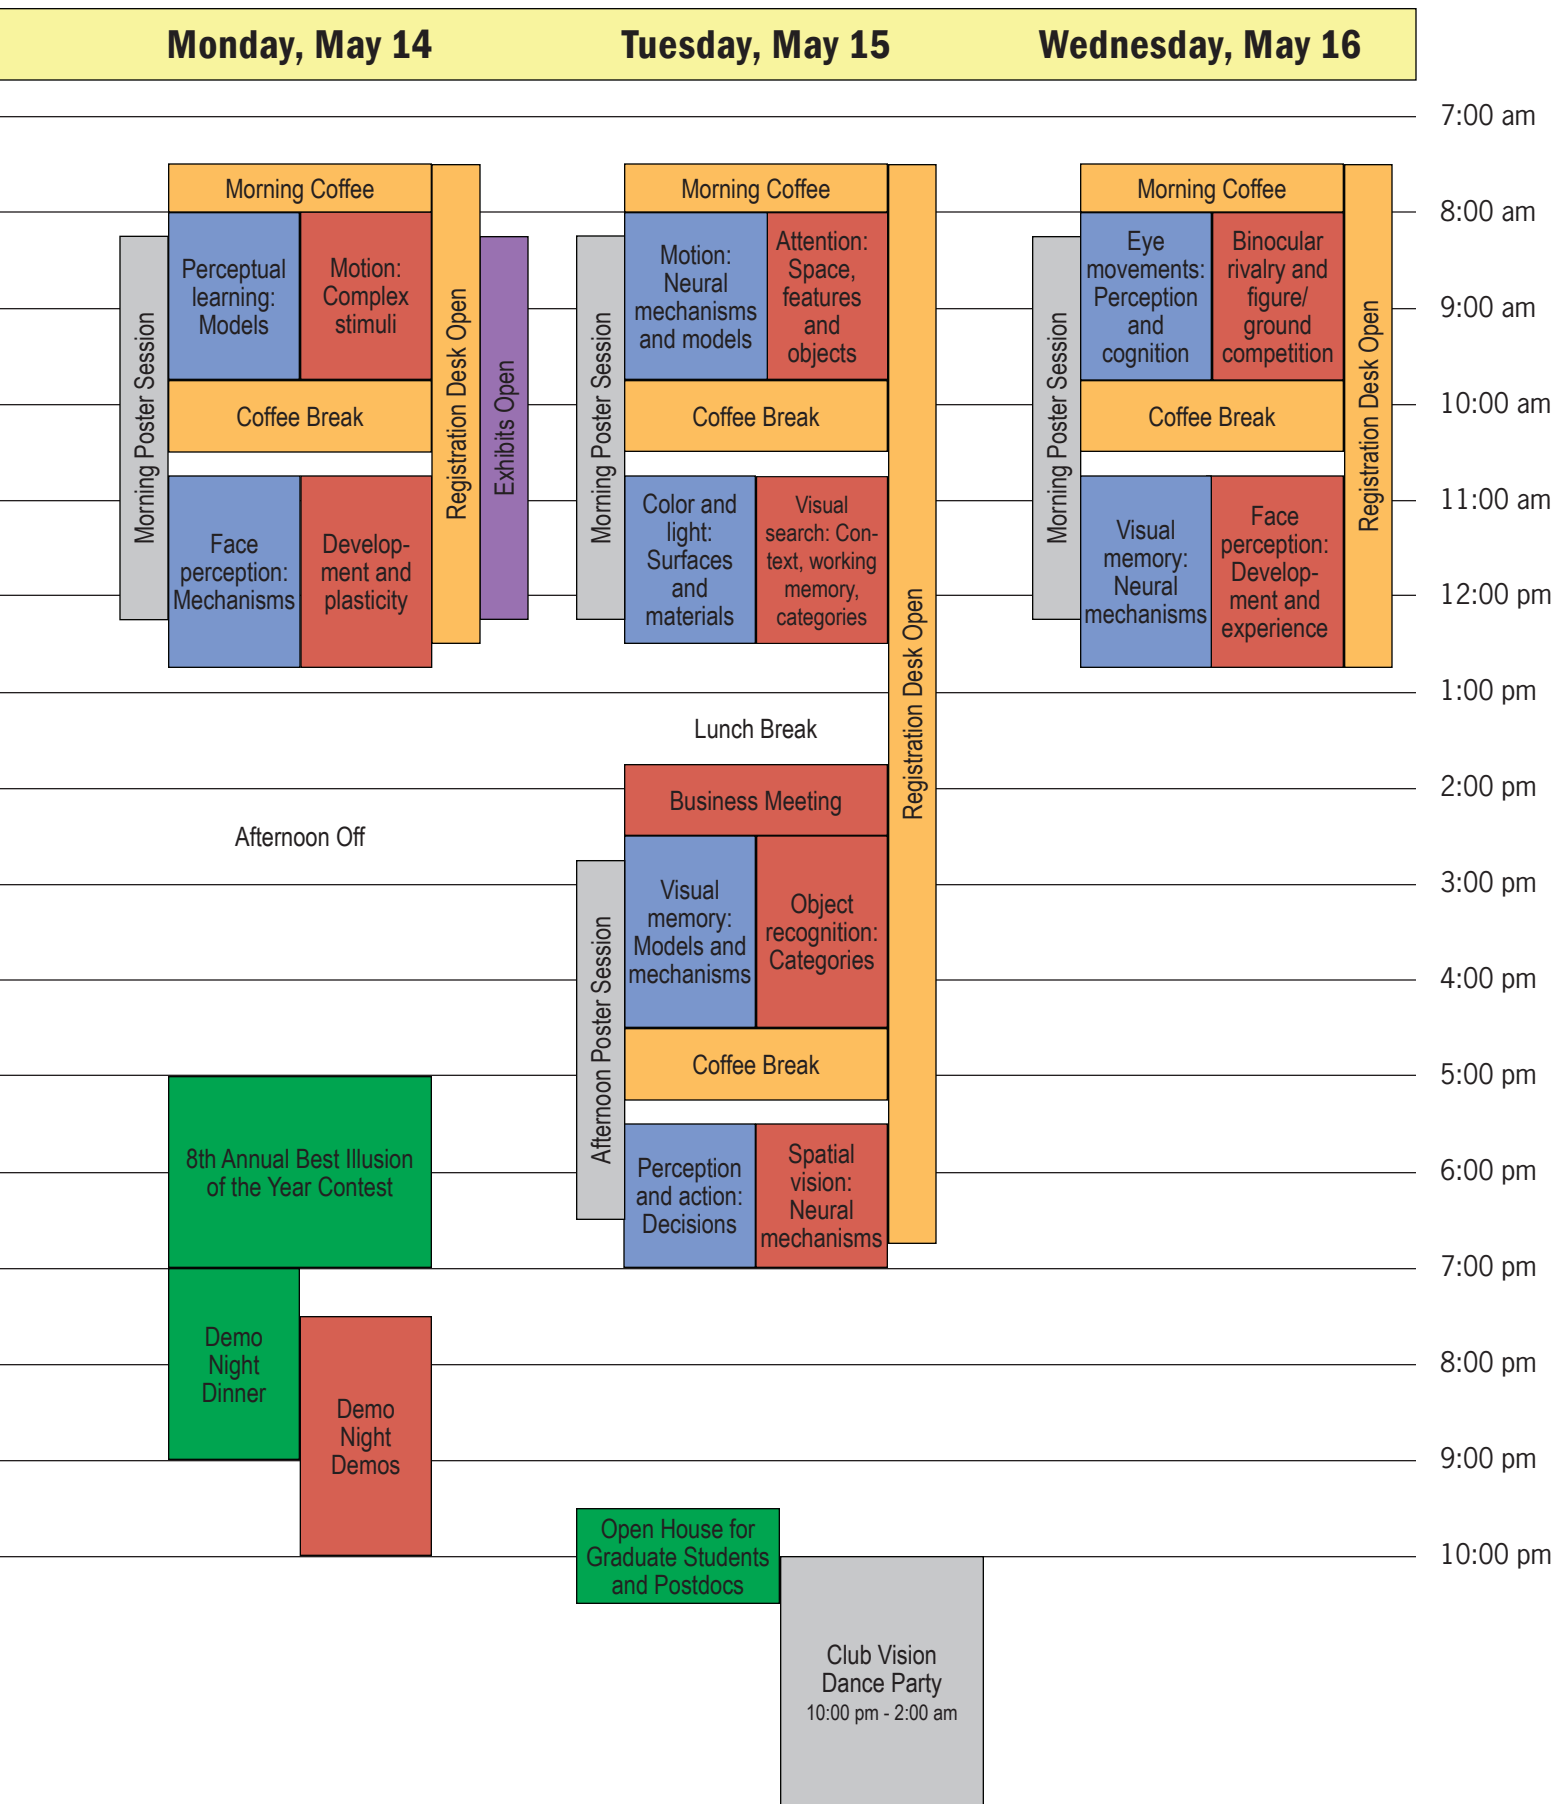 Monday, May 14
Tuesday, May 15
Wednesday, May 16
7:00 am
8:00 am
9:00 am
10:00 am
11:00 am
12:00 pm
1:00 pm
2:00 pm
3:00 pm
4:00 pm
5:00 pm
6:00 pm
7:00 pm
8:00 pm
9:00 pm
10:00 pm
Morning Poster Session
Morning Coffee
Perceptual
learning:
Models
Motion:
Complex
stimuli
Coffee Break
Face
perception:
Mechanisms
Develop-
ment and
plasticity
Registration Desk Open
Exhibits Open
Afternoon Off
8th Annual Best Illusion
of the Year Contest
Demo
Night
Dinner
Demo
Night
Demos
Morning Poster Session
Morning Coffee
Motion:
Neural
mechanisms
and models
Attention:
Space,
features
and
objects
Coffee Break
Color and
light:
Surfaces
and
materials
Visual
search: Con-
text, working
memory,
categories
Registration Desk Open
Lunch Break
Business Meeting
Afternoon Poster Session
Visual
memory:
Models and
mechanisms
Object
recognition:
Categories
Coffee Break
Perception
and action:
Decisions
Spatial
vision:
Neural
mechanisms
Open House for
Graduate Students
and Postdocs
Club Vision
Dance Party
10:00 pm - 2:00 am
Morning Poster Session
Morning Coffee
Eye
movements:
Perception
and
cognition
Binocular
rivalry and
figure/
ground
competition
Coffee Break
Visual
memory:
Neural
mechanisms
Face
perception:
Develop-
ment and
experience
Registration Desk Open